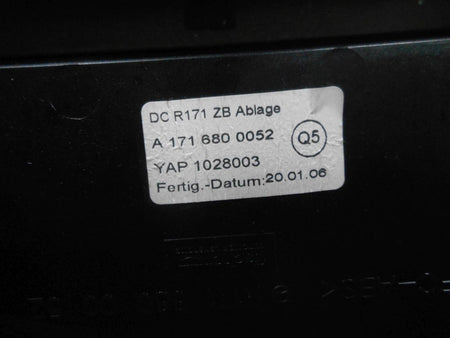 DC R171 ZB Ablage
A 171 680 0052
Q5
YAP 1028003
Fertig.-Datum:20.01.06